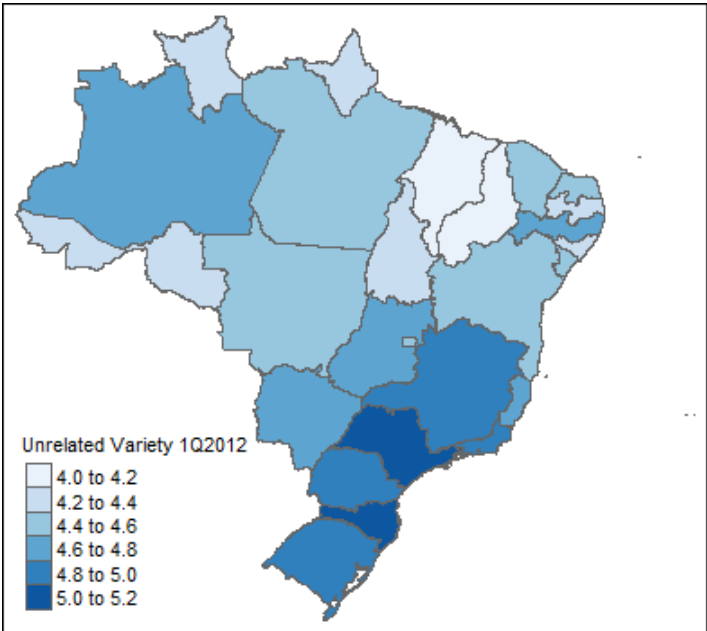 Unrelated Variety 1Q2012
4.0 to 4.2
4.2 to 4.4
4.4 to 4.6
4.6 to 4.8
4.8 to 5.0
5.0 to 5.2